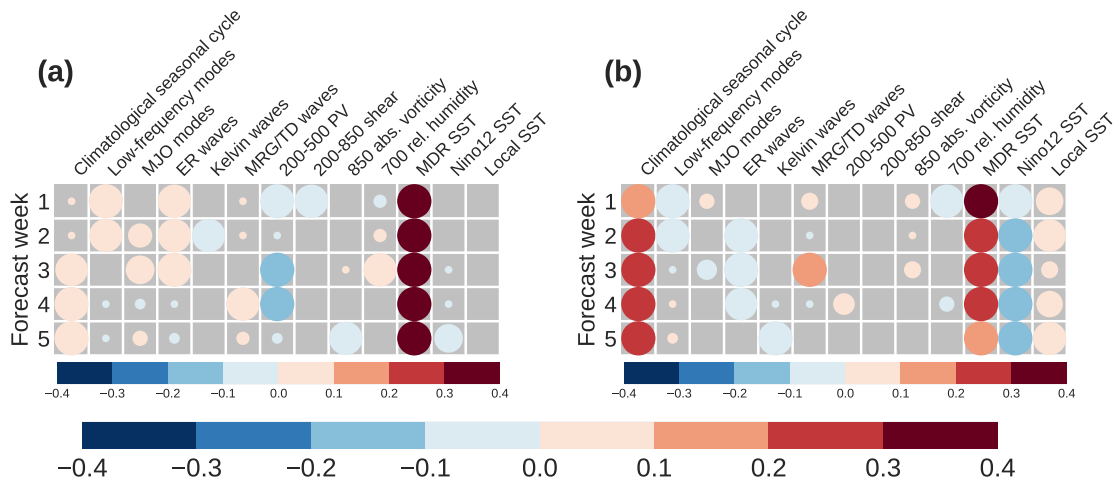 (a)
Climatological seasonal cycle
Low-frequency modes
MJO modes
ER waves
Kelvin waves
MRG/TD waves
200-500 PV
200-850 shear
850 abs. vorticity
700 rel. humidity
MDR SST
Nino12 SST
Local SST
Forecast week
1
2
3
4
5
−0.4 −0.3 −0.2 −0.1 0.0 0.1 0.2 0.3 0.4
(b)
Climatological seasonal cycle
Low-frequency modes
MJO modes
ER waves
Kelvin waves
MRG/TD waves
200-500 PV
200-850 shear
850 abs. vorticity
700 rel. humidity
MDR SST
Nino12 SST
Local SST
Forecast week
1
2
3
4
5
−0.4 −0.3 −0.2 −0.1 0.0 0.1 0.2 0.3 0.4
−0.4 −0.3 −0.2 −0.1 0.0 0.1 0.2 0.3 0.4